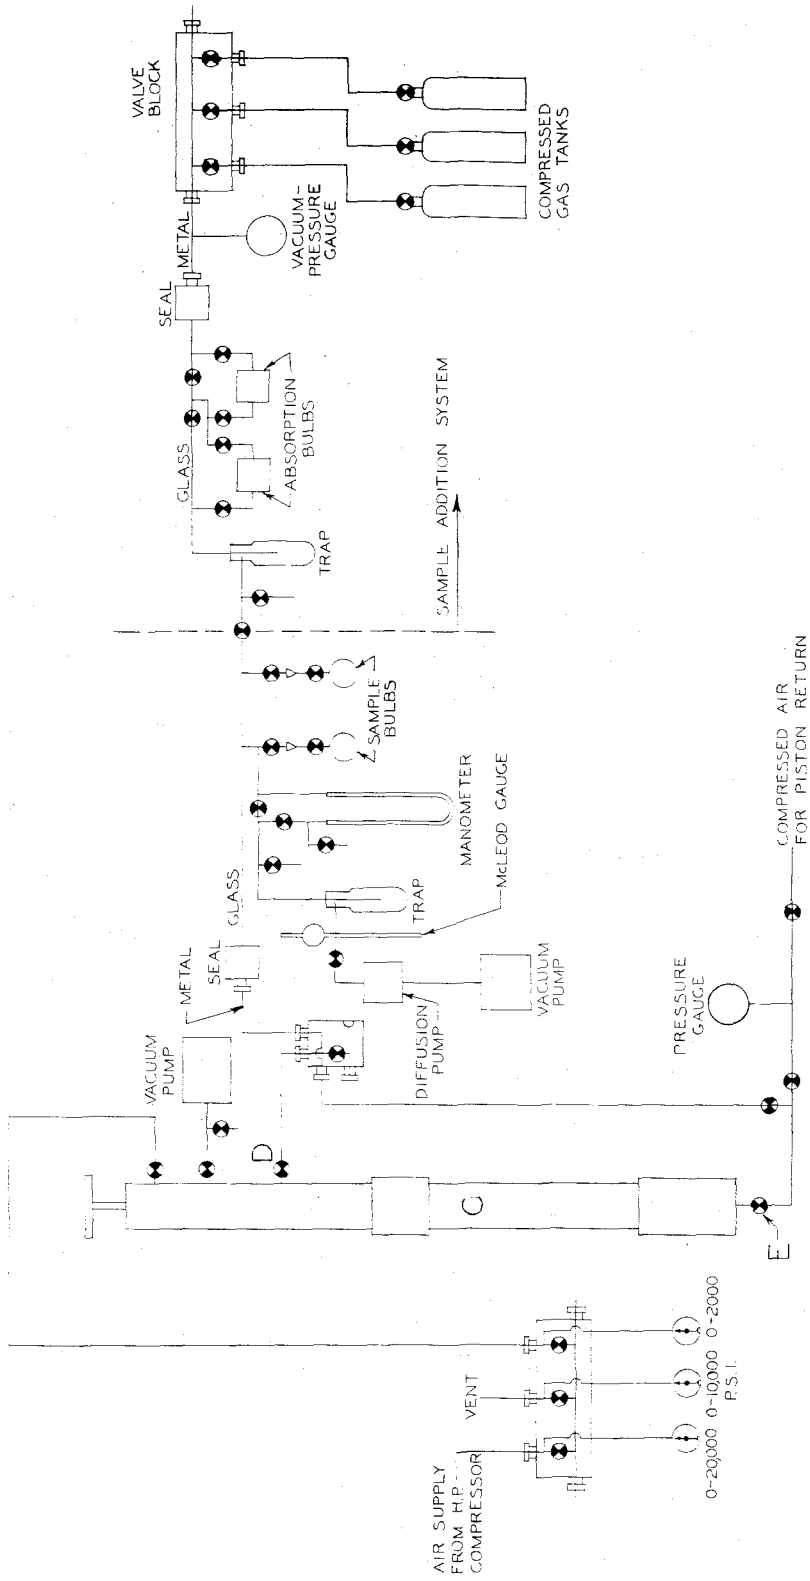 AIR SUPPLY
FROM H.P.
COMPRESSOR
VENT
0-20,000
0-10,000
0-2000
P.S.I.
E
C
D
VACUUM
PUMP
METAL
SEAL
GLASS
DIFFUSION
PUMP
VACUUM
PUMP
TRAP
McLEOD GAUGE
MANOMETER
SAMPLE
BULBS
PRESSURE
GAUGE
COMPRESSED AIR
FOR PISTON RETURN
SAMPLE ADDITION SYSTEM
TRAP
GLASS
ABSORPTION
BULBS
SEAL
METAL
VACUUM-
PRESSURE
GAUGE
VALVE
BLOCK
COMPRESSED
GAS TANKS